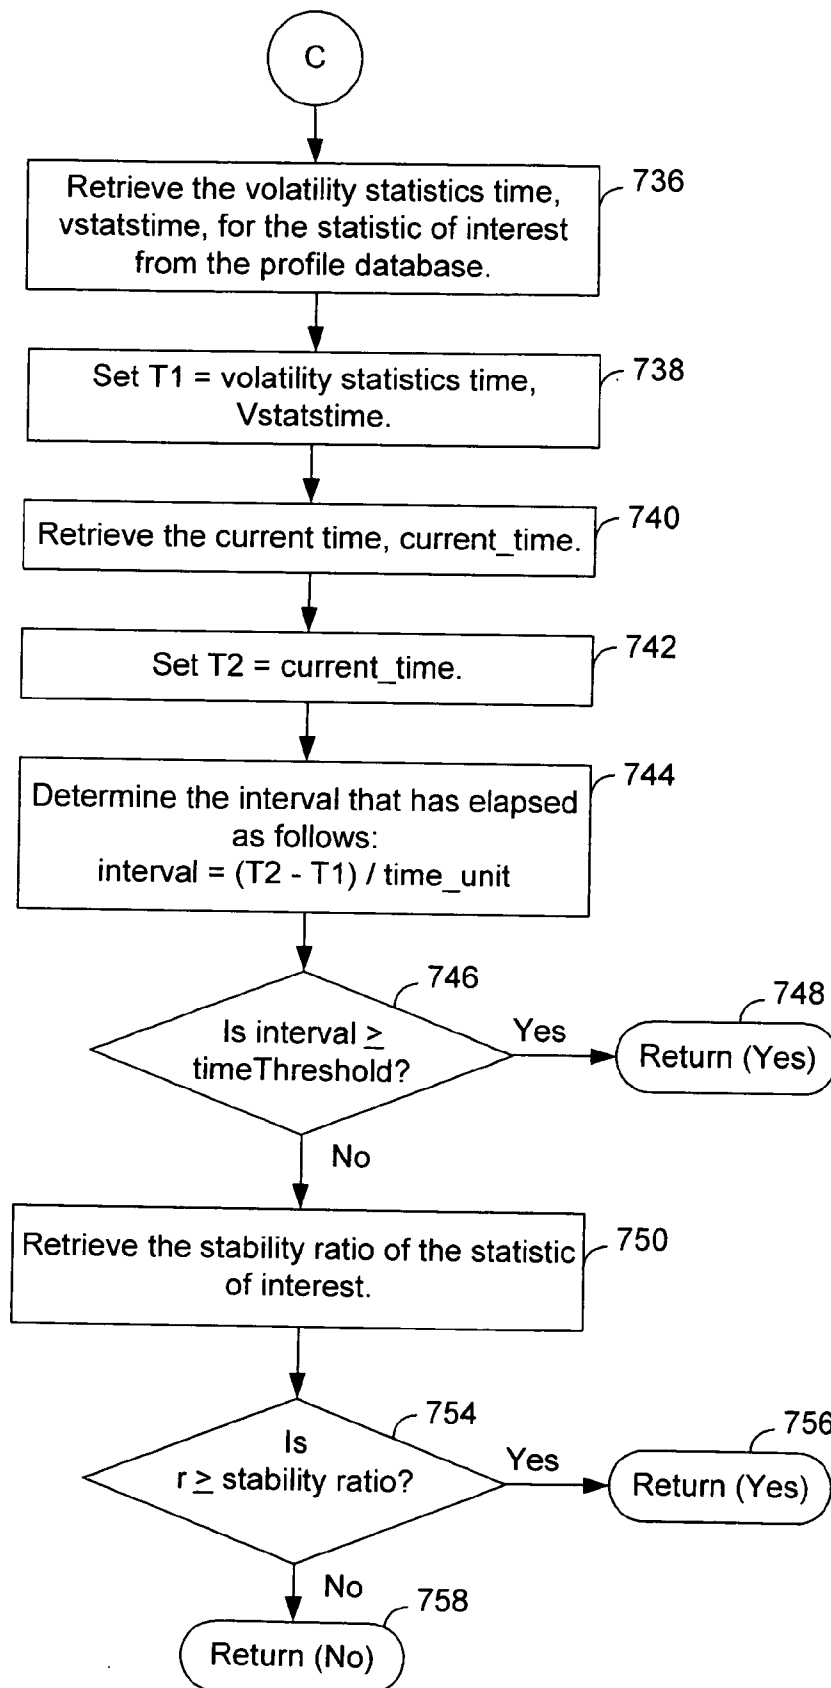 C
Retrieve the volatility statistics time,
vstatstime, for the statistic of interest
from the profile database.
736
Set T1 = volatility statistics time,
Vstatstime.
738
Retrieve the current time, current_time.
740
Set T2 = current_time.
742
Determine the interval that has elapsed
as follows:
interval = (T2 - T1) / time_unit
744
746
Is interval ≥
timeThreshold?
Yes
748
Return (Yes)
No
Retrieve the stability ratio of the statistic
of interest.
750
754
Is
r ≥ stability ratio?
Yes
756
Return (Yes)
No
758
Return (No)